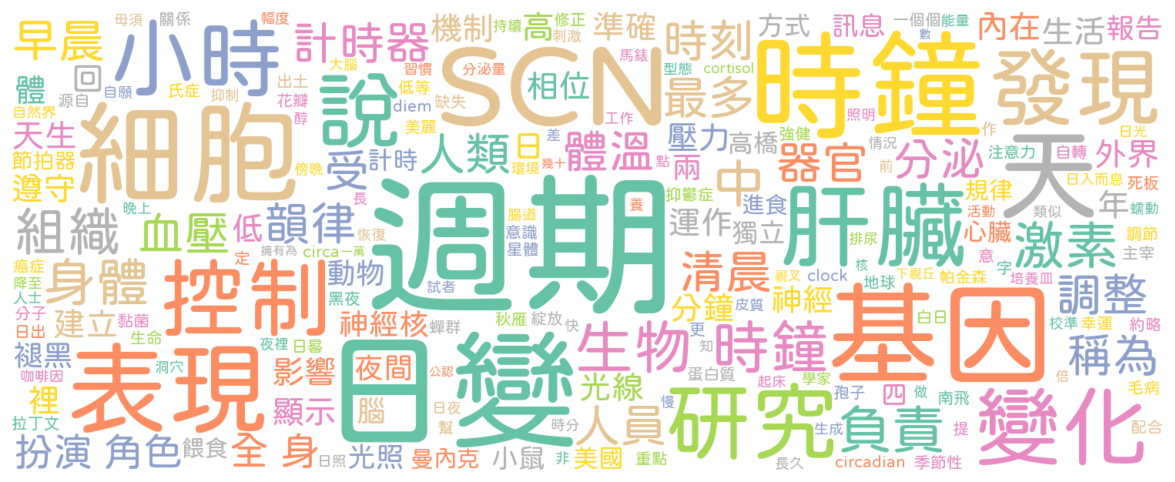 毋須 關係 幅度 機制 持續 高 修正 刺激 準確 時刻 方式 訊息 一個個 能量 數 內在 生活 報告
早晨 小時 計時器 SCN 時鐘 發現
大腦 習慣 分泌量 馬錶 型態 cortisol
體 回 出土 花瓣 醇 低等 diem 缺失 說 相位 最多 工作 照明
源自 自願 氏症 抑制 美麗 自然界
天生 細胞 人類 日 差 環境 幾十 體溫 點 壓力 兩 高橋 強健 作 情況 前 注意力 自轉 日光 外界
節拍器 遵守 傍晚 受 計時 器官 分泌 日入而息 死板 蠕動
晚上 長 週期 養 抑鬱症 中 進食 肝臟 規律 活動 天 類似 年 調節
組織 血壓 低 韻律 腸道 意識 星體 運作 獨立 排尿 心臟 激素 主宰
癌症 降至 人士 定 擁有為 circa 一萬 恢復 動物 試者 清晨 視叉 clock 核 地球 下視丘 意 字 帕金森 培養皿
身體 控制 黑夜 分鐘 皮質 神經 基因 調整
分子 日出 黏菌 建立 生命 神經核 蟬群 秋雁 綻放 快 更 知 白日 校準 幸運 約略
褪黑 表現 洞穴 夜裡 日晷 夜間 日變 生物 時鐘 稱為
咖啡因 影響 公認 光線 蛋白質 起床 學家 倍 毛病
裡 拉丁文 顯示 腦 日夜 幫 時分 人員 慢 研究 孢子 生成 四 負責 做 南飛 提 變化 配合
扮演 角色 餵食 全身 日照 光照 曼內克 小鼠 非 美國 重點 長久 circadian 季節性